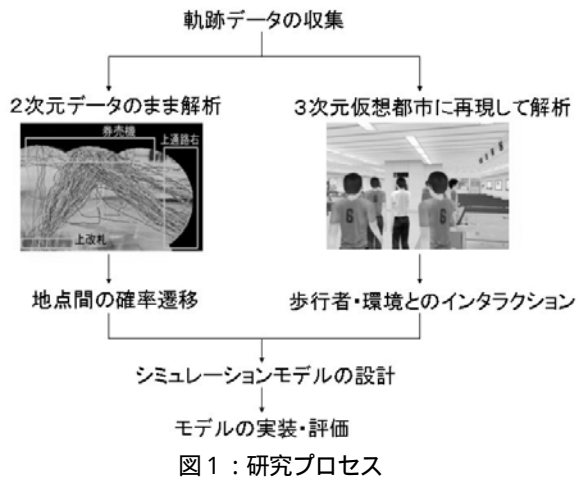 軌跡データの収集
２次元データのまま解析
３次元仮想都市に再現して解析
券売機
上通路右
上改札
6
6
地点間の確率遷移
歩行者・環境とのインタラクション
シミュレーションモデルの設計
モデルの実装・評価
図１：研究プロセス